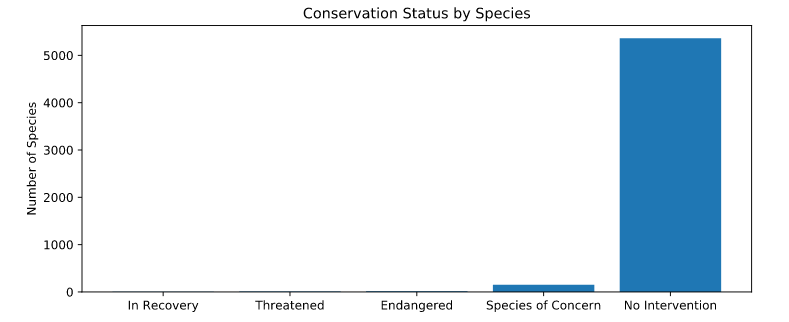 Conservation Status by Species
Number of Species
5000
4000
3000
2000
1000
0
In Recovery
Threatened
Endangered
Species of Concern
No Intervention